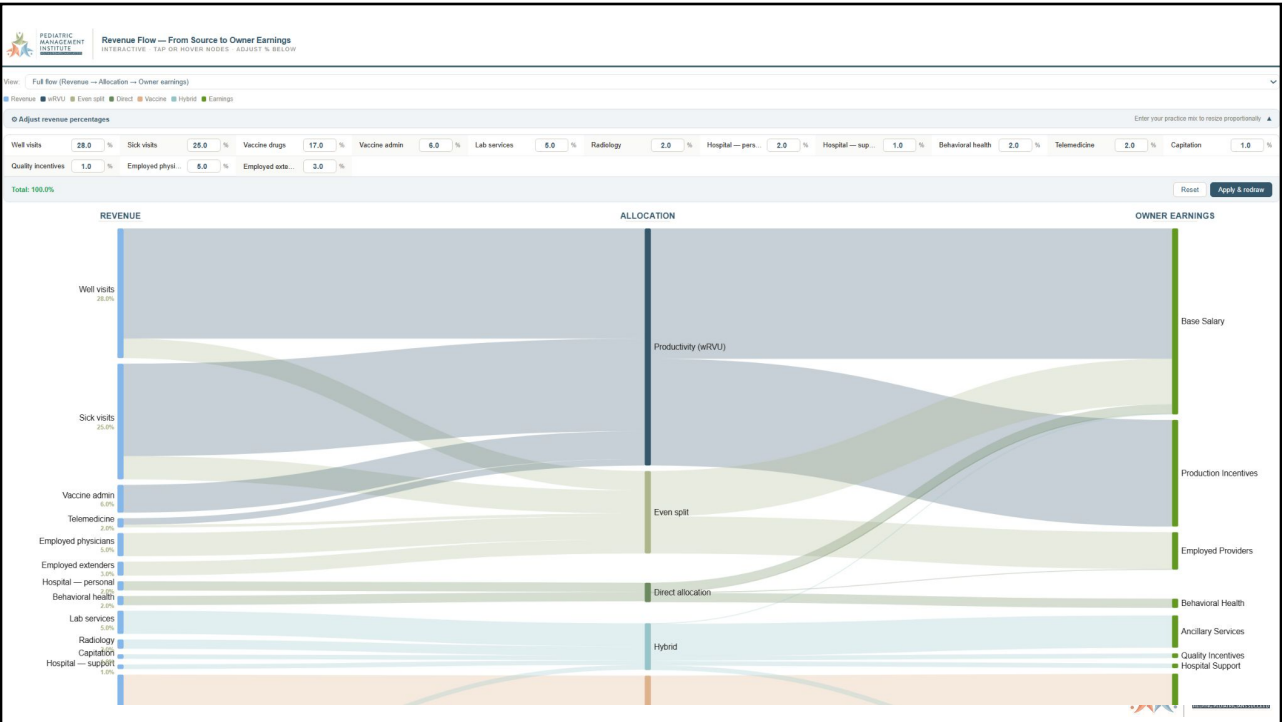 PEDIATRIC
MANAGEMENT
INSTITUTE
Revenue Flow — From Source to Owner Earnings
INTERACTIVE · TAP OR HOVER NODES · ADJUST % BELOW
View: Full flow (Revenue → Allocation → Owner earnings)
Revenue wRVU Even split Direct Vaccine Hybrid Earnings
⚙ Adjust revenue percentages Enter your practice mix to resize proportionally ▲
Well visits 28.0 % Sick visits 25.0 % Vaccine drugs 17.0 % Vaccine admin 6.0 % Lab services 5.0 % Radiology 2.0 % Hospital — pers... 2.0 % Hospital — sup... 1.0 % Behavioral health 2.0 % Telemedicine 2.0 % Capitation 1.0 %
Quality incentives 1.0 % Employed physi... 5.0 % Employed exte... 3.0 %
Total: 100.0% Reset Apply & redraw
REVENUE ALLOCATION OWNER EARNINGS
Well visits
28.0%
Base Salary
Productivity (wRVU)
Sick visits
25.0%
Production Incentives
Vaccine admin
6.0%
Even split
Telemedicine
2.0%
Employed physicians
5.0%
Employed Providers
Employed extenders
3.0%
Hospital — personal
2.0%
Direct allocation
Behavioral health
2.0%
Behavioral Health
Lab services
5.0%
Ancillary Services
Radiology
Hybrid
Capitation
Quality Incentives
Hospital — support
1.0%
Hospital Support